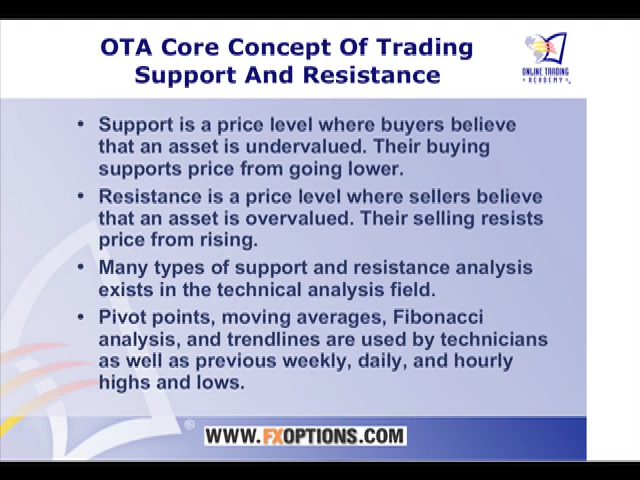 OTA Core Concept Of Trading
Support And Resistance
ONLINE TRADING
ACADEMY
• Support is a price level where buyers believe
that an asset is undervalued. Their buying
supports price from going lower.
• Resistance is a price level where sellers believe
that an asset is overvalued. Their selling resists
price from rising.
• Many types of support and resistance analysis
exists in the technical analysis field.
• Pivot points, moving averages, Fibonacci
analysis, and trendlines are used by technicians
as well as previous weekly, daily, and hourly
highs and lows.
®
WWW.FXOPTIONS.COM